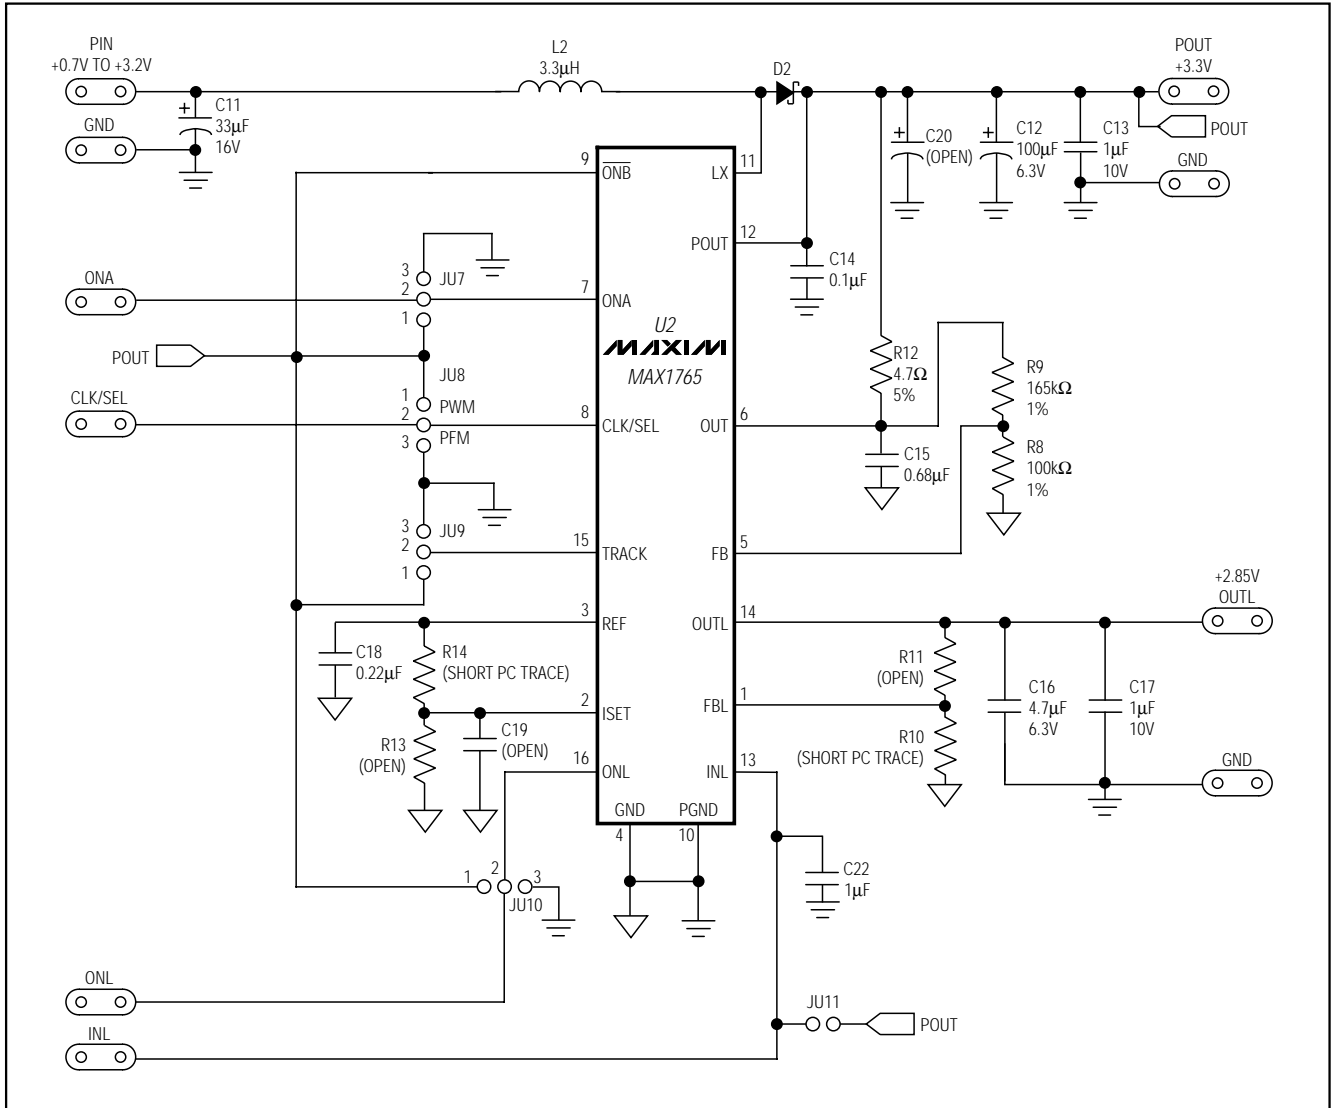 PIN
+0.7V TO +3.2V
GND
C11
33µF
16V
L2
3.3µH
D2
POUT
+3.3V
POUT
GND
C20
(OPEN)
C12
100µF
6.3V
C13
1µF
10V
9
ONB
LX
11
POUT
12
C14
0.1µF
3
2
1
JU7
ONA
7
ONA
U2
MAXIM
MAX1765
POUT
JU8
1
2
3
PWM
PFM
CLK/SEL
8
CLK/SEL
OUT
6
R12
4.7Ω
5%
R9
165kΩ
1%
C15
0.68µF
R8
100kΩ
1%
3
2
1
JU9
15
TRACK
FB
5
3
REF
OUTL
14
+2.85V
OUTL
C18
0.22µF
R14
(SHORT PC TRACE)
R11
(OPEN)
2
ISET
FBL
1
R13
(OPEN)
C19
(OPEN)
R10
(SHORT PC TRACE)
C16
4.7µF
6.3V
C17
1µF
10V
16
ONL
INL
13
GND
GND
PGND
4
10
C22
1µF
1
2
3
JU10
ONL
INL
JU11
POUT